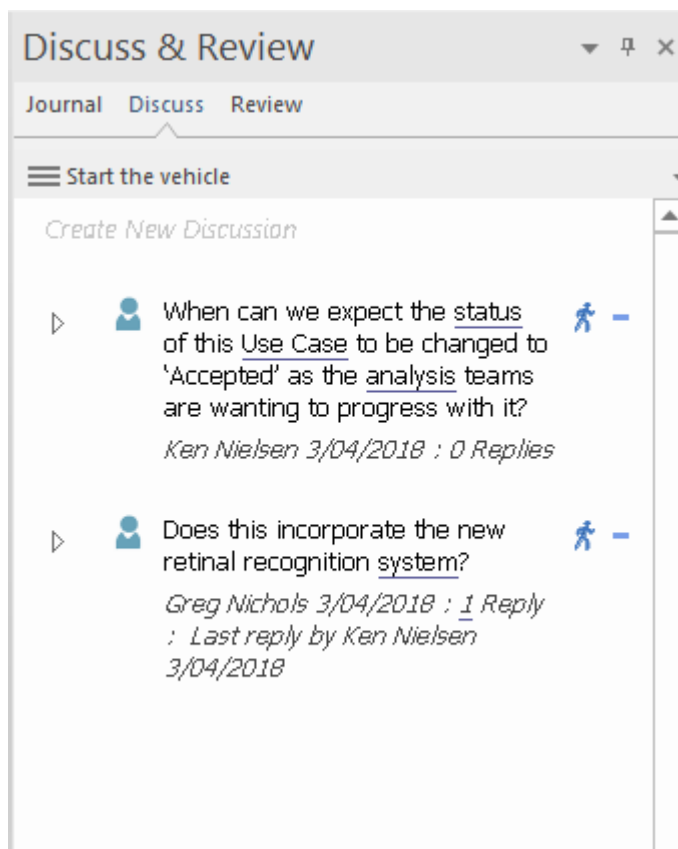 Discuss & Review
Journal Discuss Review
Start the vehicle
Create New Discussion
When can we expect the status
of this Use Case to be changed to
'Accepted' as the analysis teams
are wanting to progress with it?
Ken Nielsen 3/04/2018 : 0 Replies
Does this incorporate the new
retinal recognition system?
Greg Nichols 3/04/2018 : 1 Reply
: Last reply by Ken Nielsen
3/04/2018